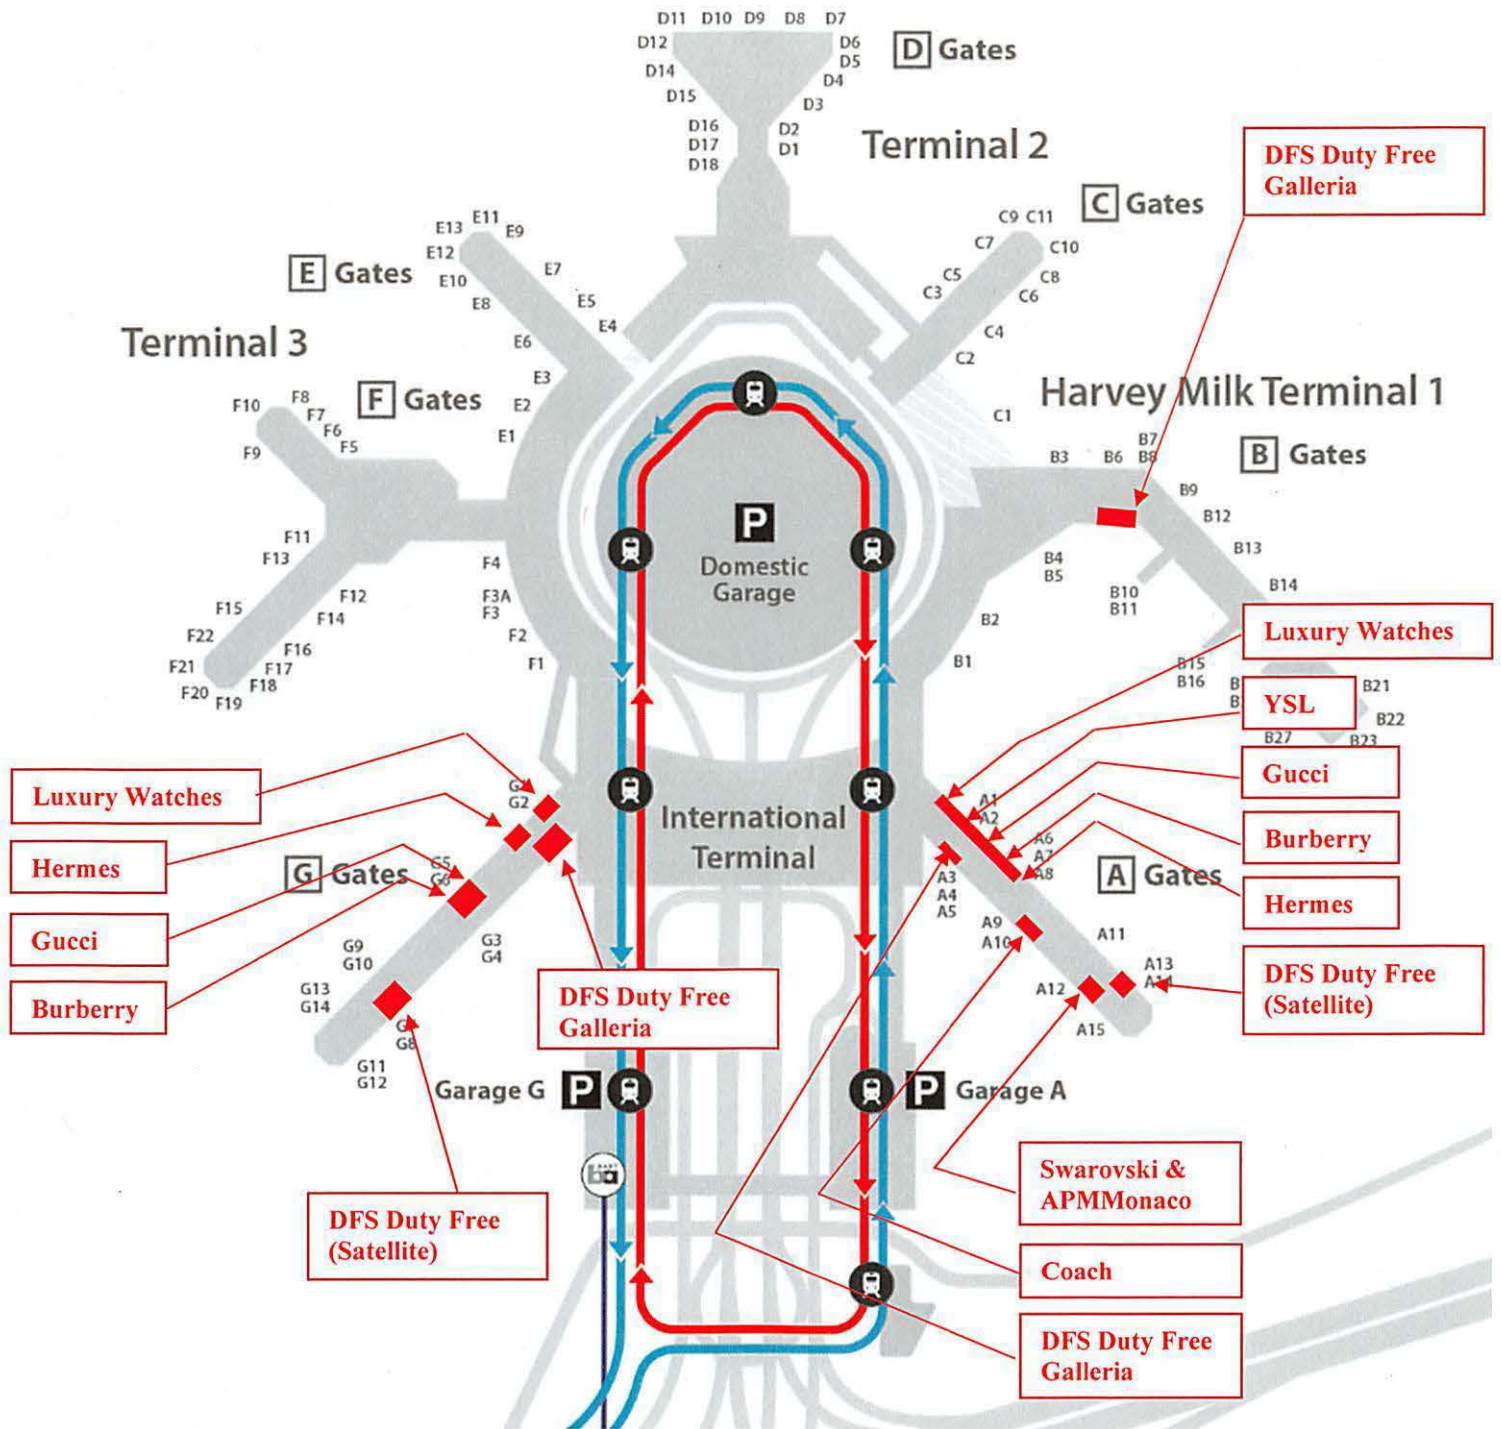 D11 D10 D9 D8 D7
D12
D6
D5
D14
D4
D15
D3
D16
D17
D18
D2
D1
D Gates
Terminal 2
DFS Duty Free
Galleria
C Gates
C9 C11
C7
C10
C5
C8
C3
C6
C4
C2
C1
E13
E11
E9
E12
E10
E7
E8
E5
E4
E6
E3
E2
E1
E Gates
Terminal 3
F Gates
F10
F8
F7
F6
F5
F9
F11
F13
F4
F3A
F3
F12
F15
F14
F2
F22
F16
F21
F17
F1
F20
F18
F19
Harvey Milk Terminal 1
B Gates
B7
B3 B6 B8
B9
B12
B13
B4
B5
B14
B10
B11
B2
B1
B15
B16
B21
B22
B27
B23
P
Domestic
Garage
Luxury Watches
YSL
Gucci
Burberry
Hermes
DFS Duty Free
(Satellite)
Luxury Watches
Hermes
Gucci
Burberry
International
Terminal
G2
G Gates
G5
G6
G3
G4
G9
G10
G13
G14
G8
G11
G12
DFS Duty Free
Galleria
A1
A2
A6
A7
A8
A3
A4
A5
A Gates
A9
A10
A11
A13
A14
A12
A15
Garage G P
P Garage A
ba
DFS Duty Free
(Satellite)
Swarovski &
APMMonaco
Coach
DFS Duty Free
Galleria